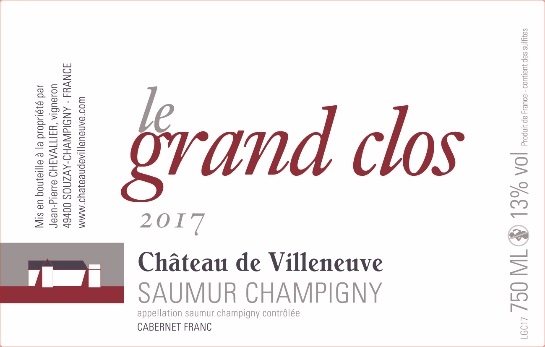 Mis en bouteille à la propriété par
Jean-Pierre CHEVALLIER, vigneron
49400 SOUZAY-CHAMPIGNY - FRANCE
www.chateaudevilleneuve.com
le
grand clos
2017
Château de Villeneuve
SAUMUR CHAMPIGNY
appellation saumur champigny contrôlée
CABERNET FRANC
LGC17 750 ML 13% vol Produit de France - contient des sulfites